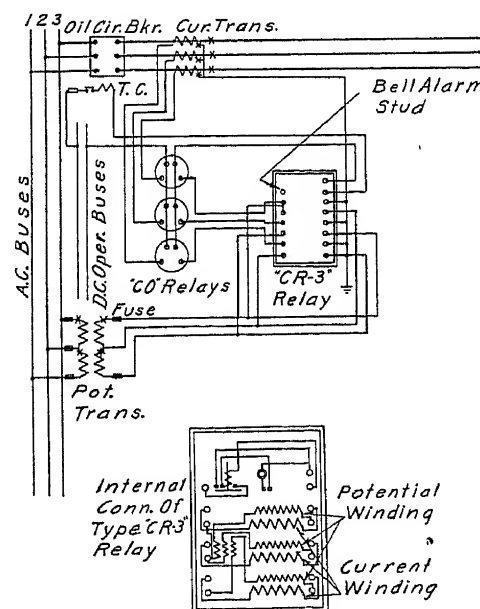 1 2 3 Oil Cir. Bkr. Cur. Trans.
T. C.
Bell Alarm
Stud
A.C. Buses
D.C. Oper. Buses
"CO" Relays
"CR-3"
Relay
Fuse
Pot.
Trans.
Internal
Conn. Of
Type "CR-3"
Relay
Potential
Winding
Current
Winding